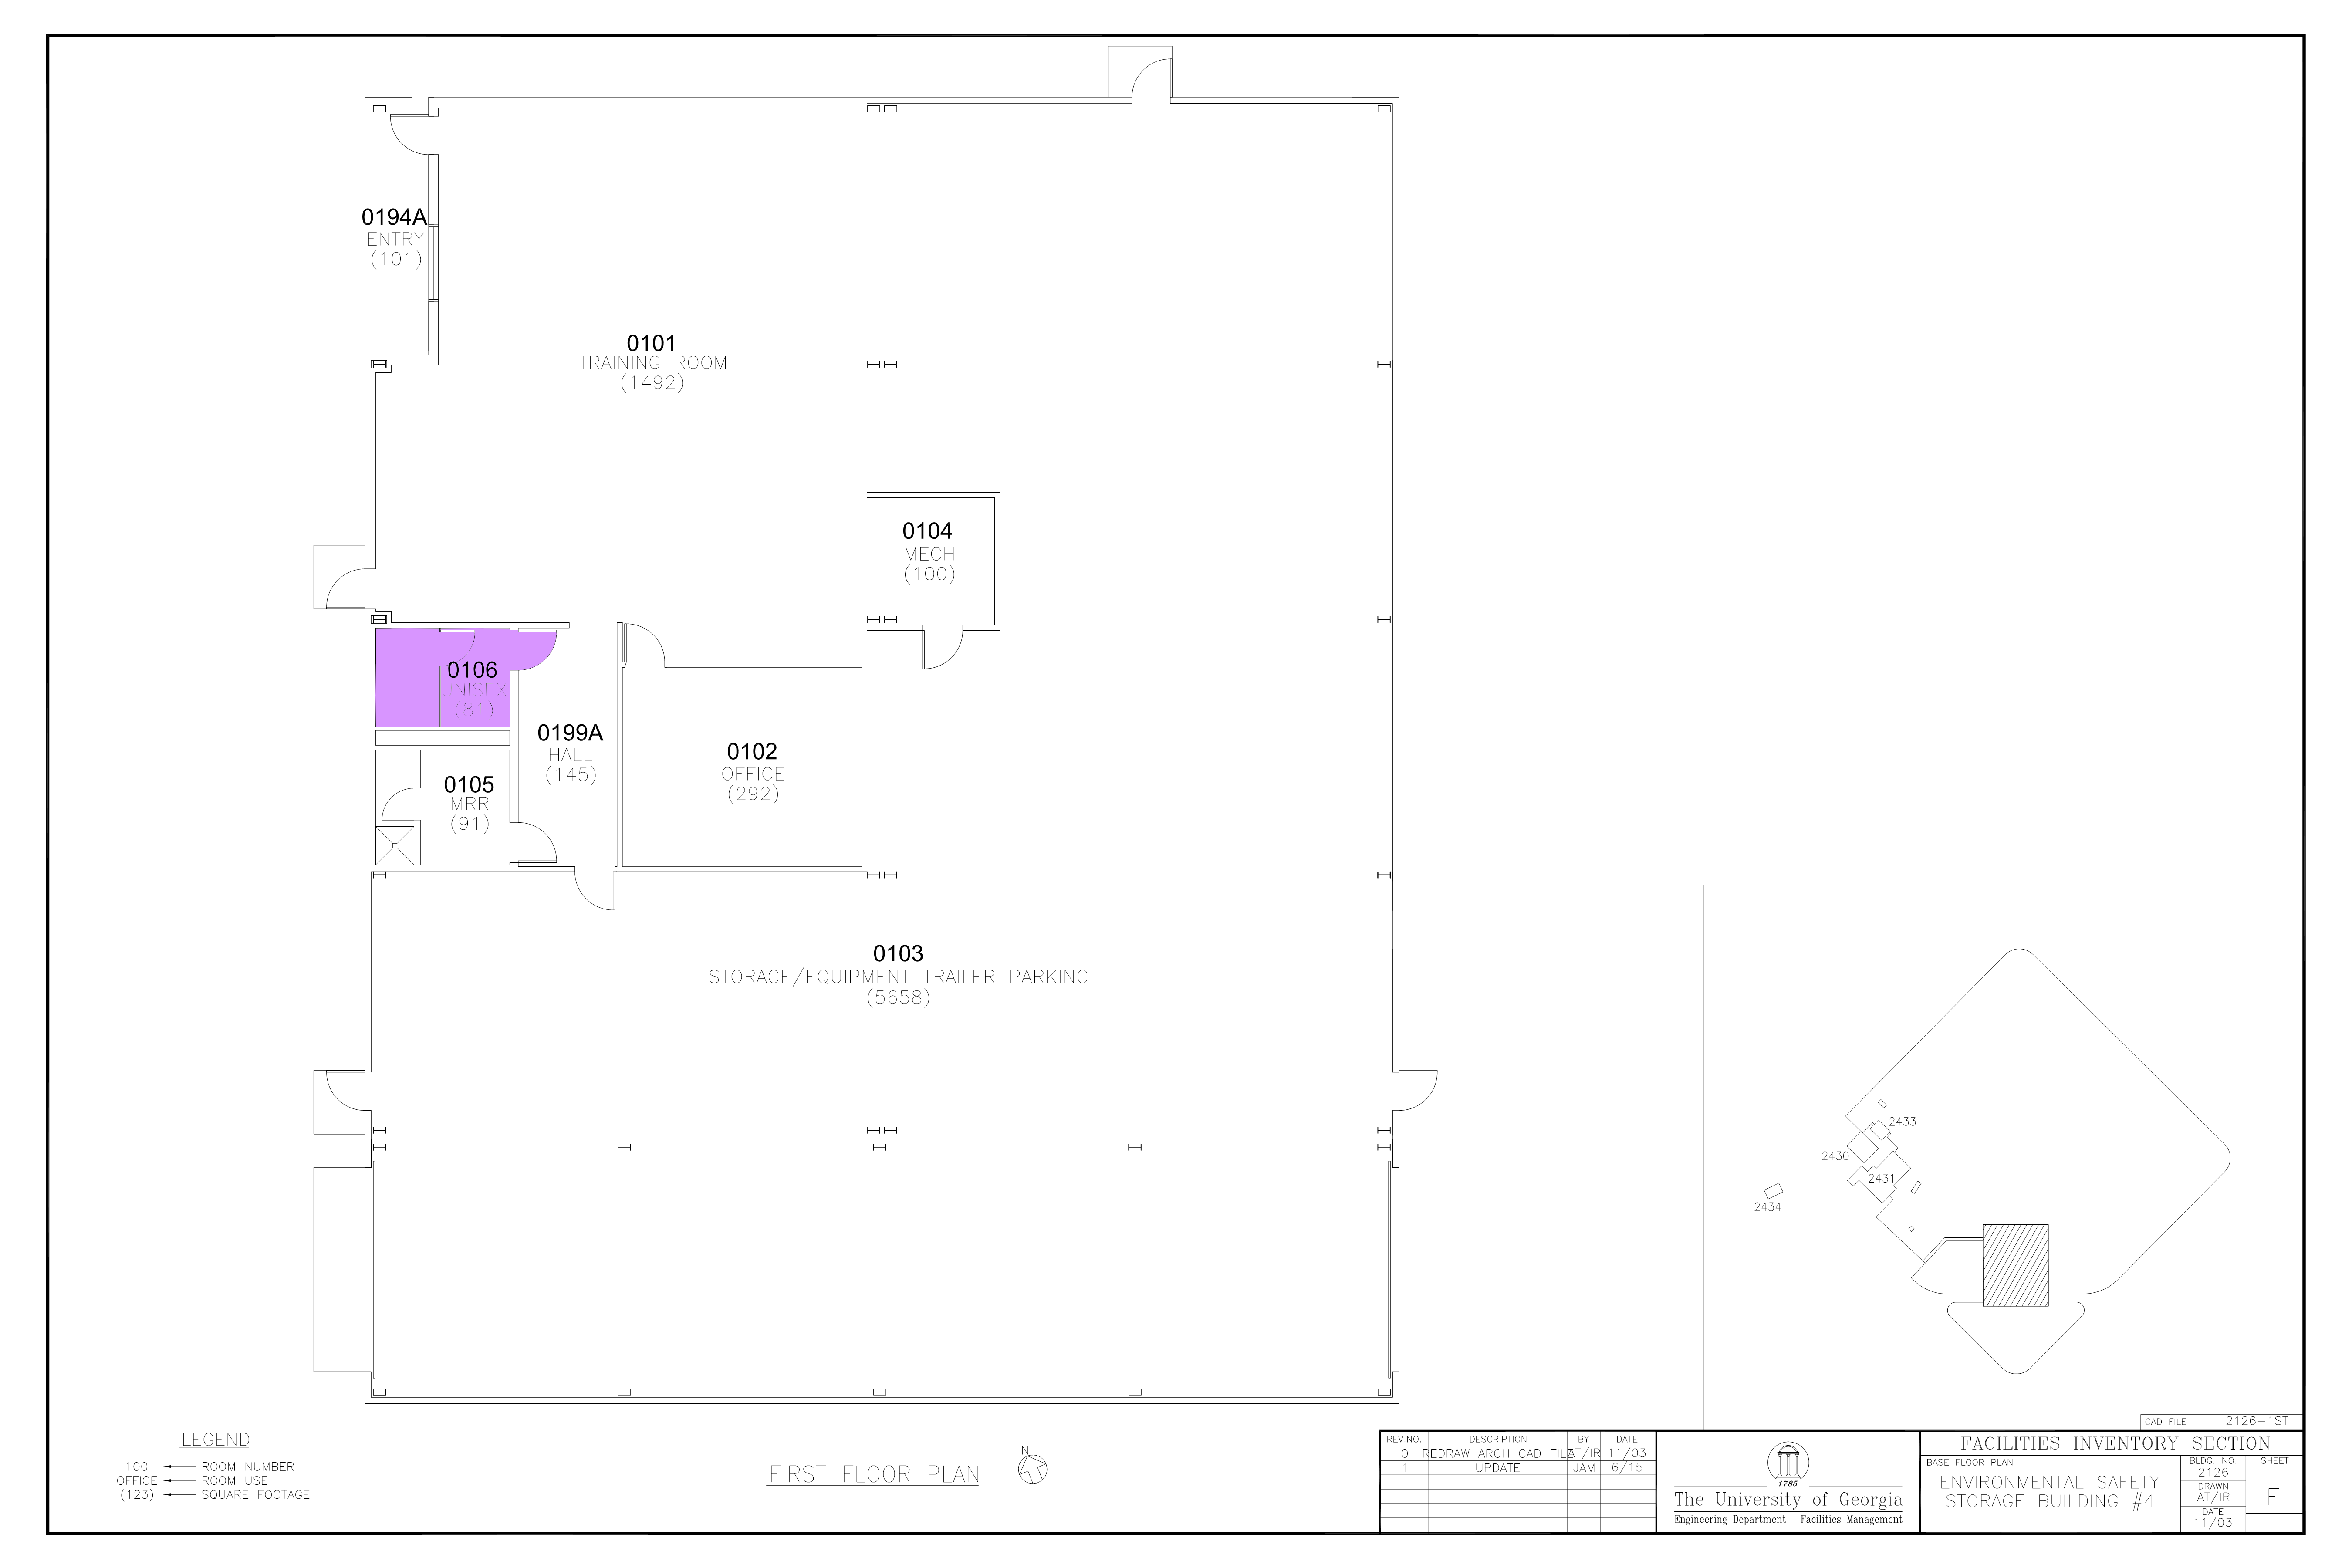 0194A
ENTRY
(101)
0101
TRAINING ROOM
(1492)
0104
MECH
(100)
0106
UNISEX
(81)
0199A
HALL
(145)
0102
OFFICE
(292)
0105
MRR
(91)
0103
STORAGE/EQUIPMENT TRAILER PARKING
(5658)
2433
2430
2431
2434
LEGEND
100 ROOM NUMBER
OFFICE ROOM USE
(123) SQUARE FOOTAGE
FIRST FLOOR PLAN
N
CAD FILE 2126-1ST
REV.NO. DESCRIPTION BY DATE
0 REDRAW ARCH CAD FILE AT/IR 11/03
1 UPDATE JAM 6/15
1785
The University of Georgia
Engineering Department Facilities Management
FACILITIES INVENTORY SECTION
BASE FLOOR PLAN
ENVIRONMENTAL SAFETY
STORAGE BUILDING #4
BLDG. NO.
2126
DRAWN
AT/IR
DATE
11/03
SHEET
F